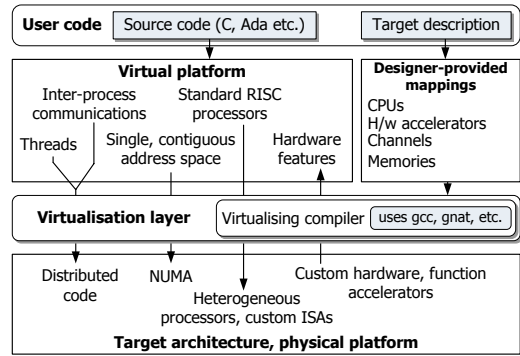 User code
Source code (C, Ada etc.)
Target description
Virtual platform
Inter-process
communications
Standard RISC
processors
Threads
Single, contiguous
address space
Hardware
features
Designer-provided
mappings
CPUs
H/w accelerators
Channels
Memories
Virtualisation layer
Virtualising compiler
uses gcc, gnat, etc.
Distributed
code
NUMA
Heterogeneous
processors, custom ISAs
Custom hardware, function
accelerators
Target architecture, physical platform